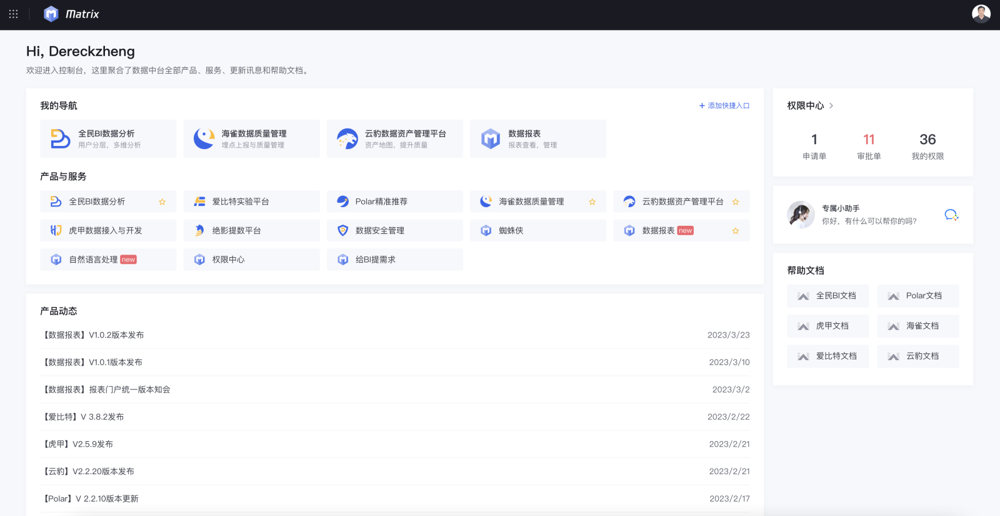 Matrix
Hi, Dereckzheng
欢迎进入控制台，这里聚合了数据中台全部产品、服务、更新讯息和帮助文档。
我的导航
+ 添加快捷入口
全民BI数据分析
用户分层，多维分析
海雀数据质量管理
埋点上报与质量管理
云豹数据资产管理平台
资产地图，提升质量
数据报表
报表查看，管理
产品与服务
全民BI数据分析
爱比特实验平台
Polar精准推荐
海雀数据质量管理
云豹数据资产管理平台
虎甲数据接入与开发
绝影提数平台
数据安全管理
蜘蛛侠
数据报表 new
自然语言处理 new
权限中心
给BI提需求
产品动态
【数据报表】V1.0.2版本发布 2023/3/23
【数据报表】V1.0.1版本发布 2023/3/10
【数据报表】报表门户统一版本知会 2023/3/2
【爱比特】V 3.8.2发布 2023/2/22
【虎甲】V2.5.9发布 2023/2/21
【云豹】V2.2.20版本发布 2023/2/21
【Polar】V 2.2.10版本更新 2023/2/17
权限中心
1 11 36
申请单 审批单 我的权限
专属小助手
你好，有什么可以帮你的吗？
帮助文档
全民BI文档 Polar文档
虎甲文档 海雀文档
爱比特文档 云豹文档